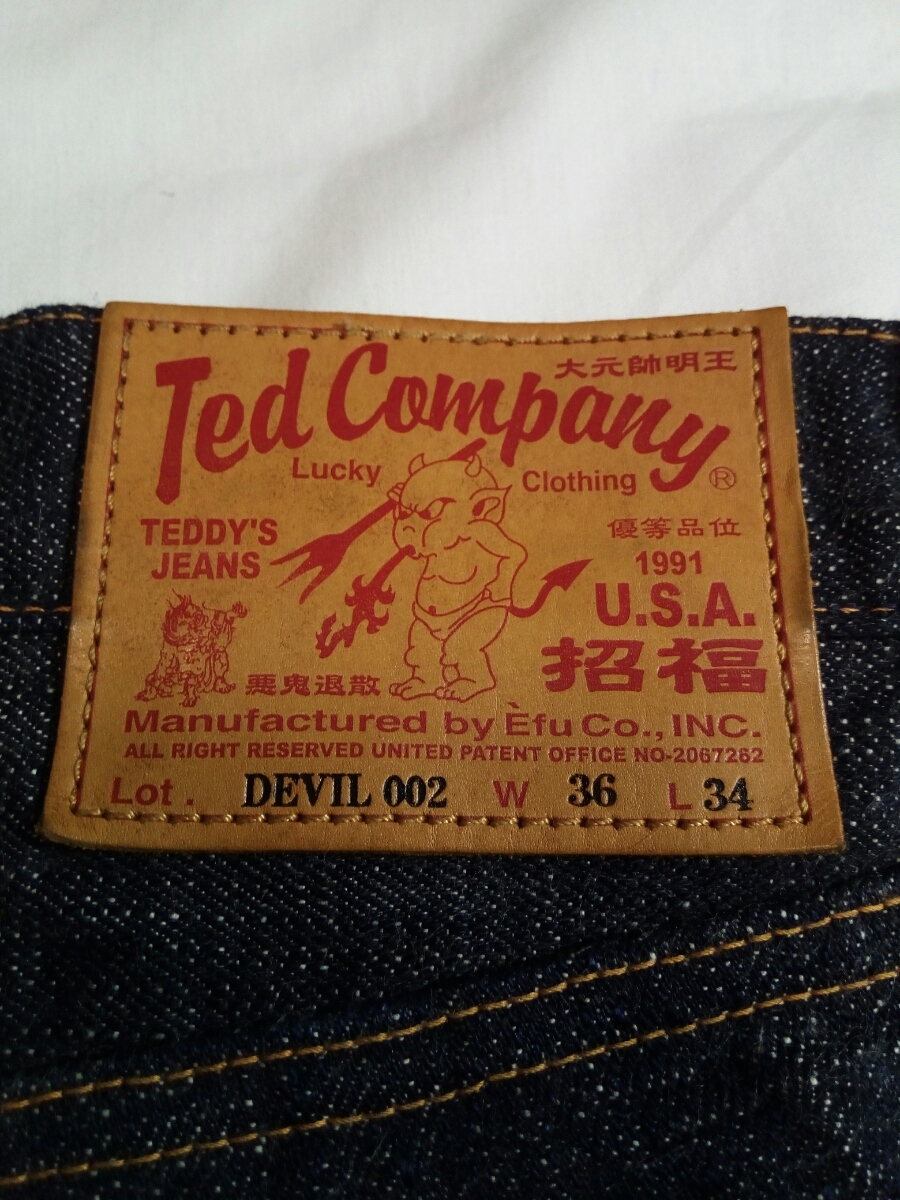 Ted Company
大元帥明王
Lucky Clothing ®
TEDDY'S
JEANS
優等品位
1991
U.S.A.
招福
悪鬼退散
Manufactured by Èfu Co., INC.
ALL RIGHT RESERVED UNITED PATENT OFFICE NO-2067262
Lot . DEVIL 002 W 36 L 34